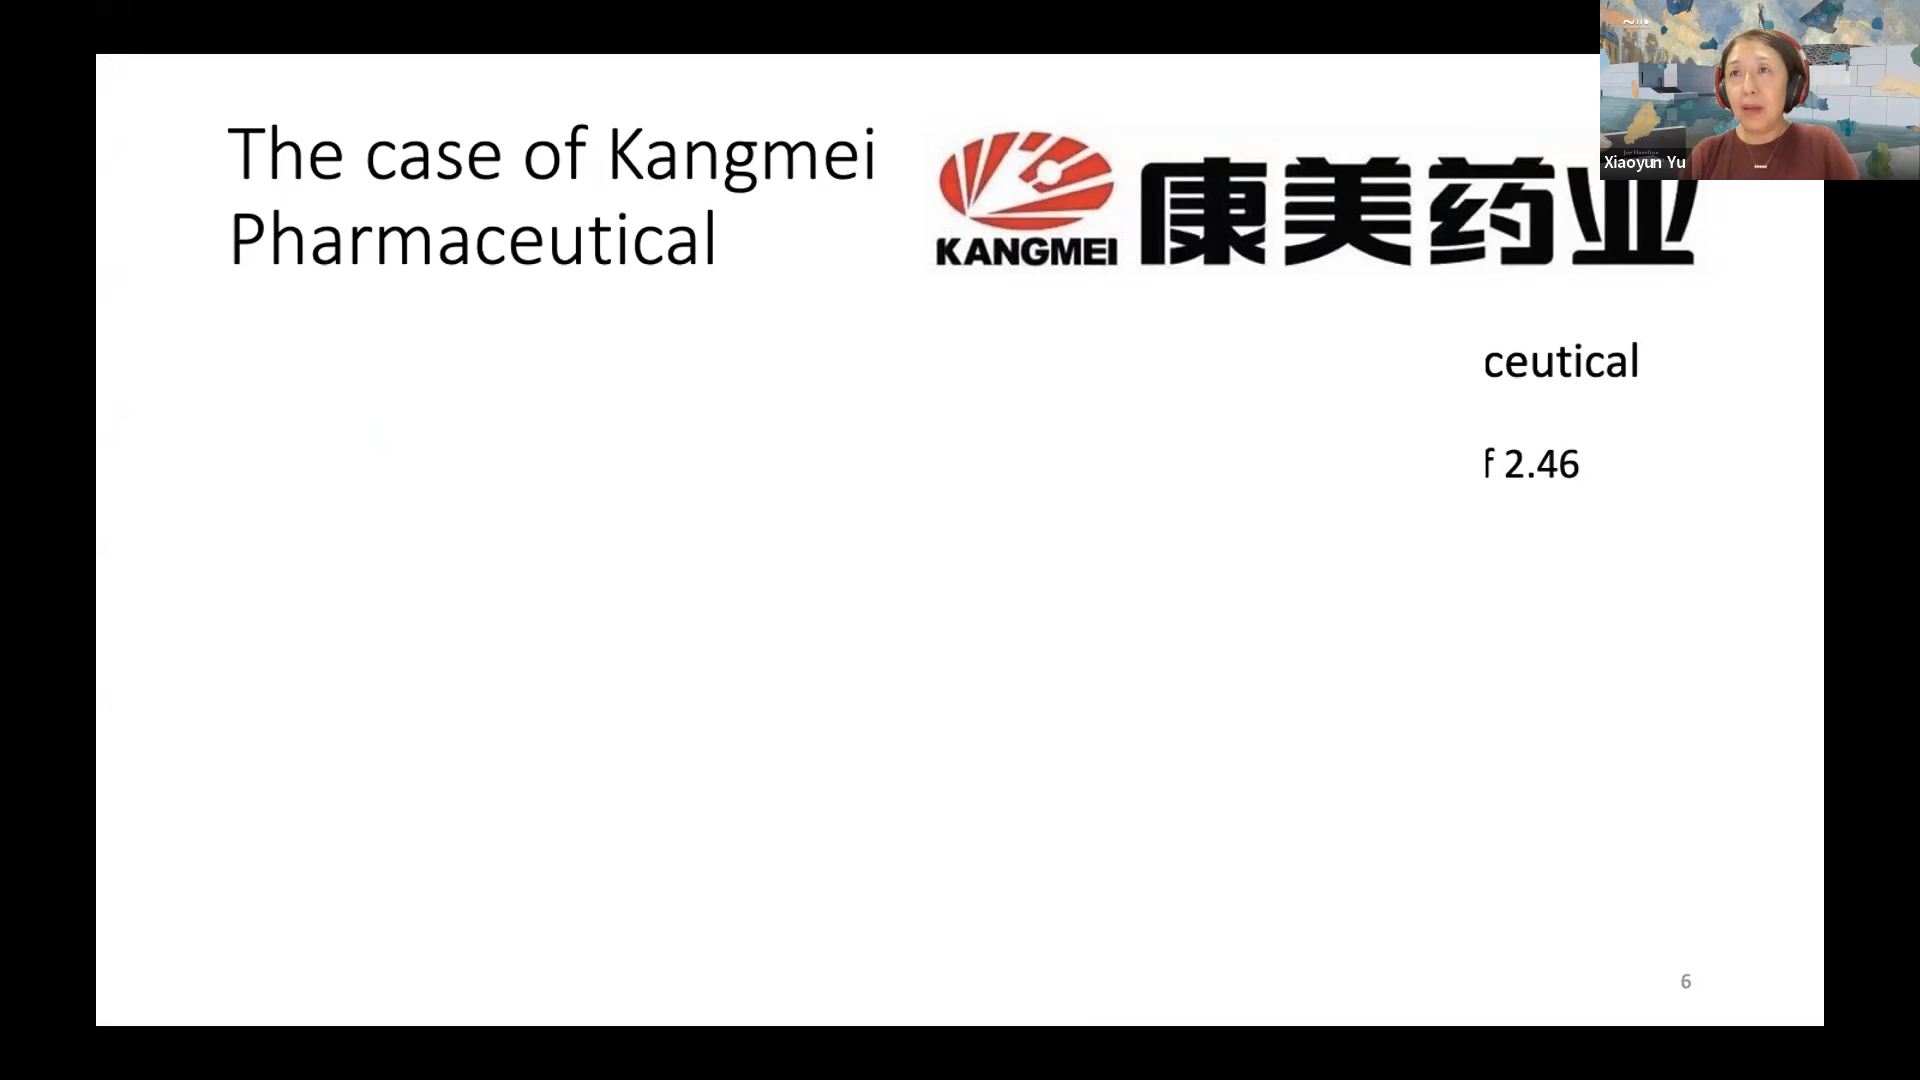 Xiaoyun Yu
The case of Kangmei
Pharmaceutical
KANGMEI
康美药业
ceutical
f 2.46
6